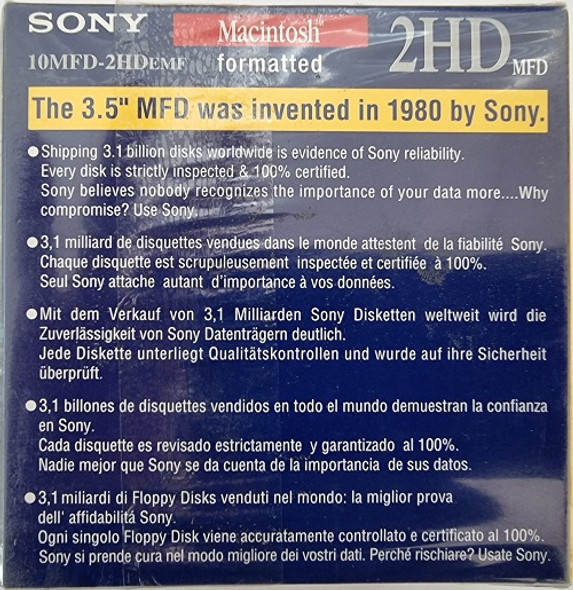 SONY Macintosh 2HD
10MFD-2HDEMF formatted MFD
The 3.5" MFD was invented in 1980 by Sony.
●Shipping 3.1 billion disks worldwide is evidence of Sony reliability.
Every disk is strictly inspected & 100% certified.
Sony believes nobody recognizes the importance of your data more....Why
compromise? Use Sony.
●3,1 milliard de disquettes vendues dans le monde attestent de la fiabilité Sony.
Chaque disquette est scrupuleusement inspectée et certifiée à 100%.
Seul Sony attache autant d'importance à vos données.
●Mit dem Verkauf von 3,1 Milliarden Sony Disketten weltweit wird die
Zuverlässigkeit von Sony Datenträgern deutlich.
Jede Diskette unterliegt Qualitätskontrollen und wurde auf ihre Sicherheit
überprüft.
●3,1 billones de disquettes vendidos en todo el mundo demuestran la confianza
en Sony.
Cada disquette es revisado estrictamente y garantizado al 100%.
Nadie mejor que Sony se da cuenta de la importancia de sus datos.
●3,1 miliardi di Floppy Disks venduti nel mondo: la miglior prova
dell' affidabilitá Sony.
Ogni singolo Floppy Disk viene accuratamente controllato e certificato al 100%.
Sony si prende cura nel modo migliore dei vostri dati. Perché rischiare? Usate Sony.